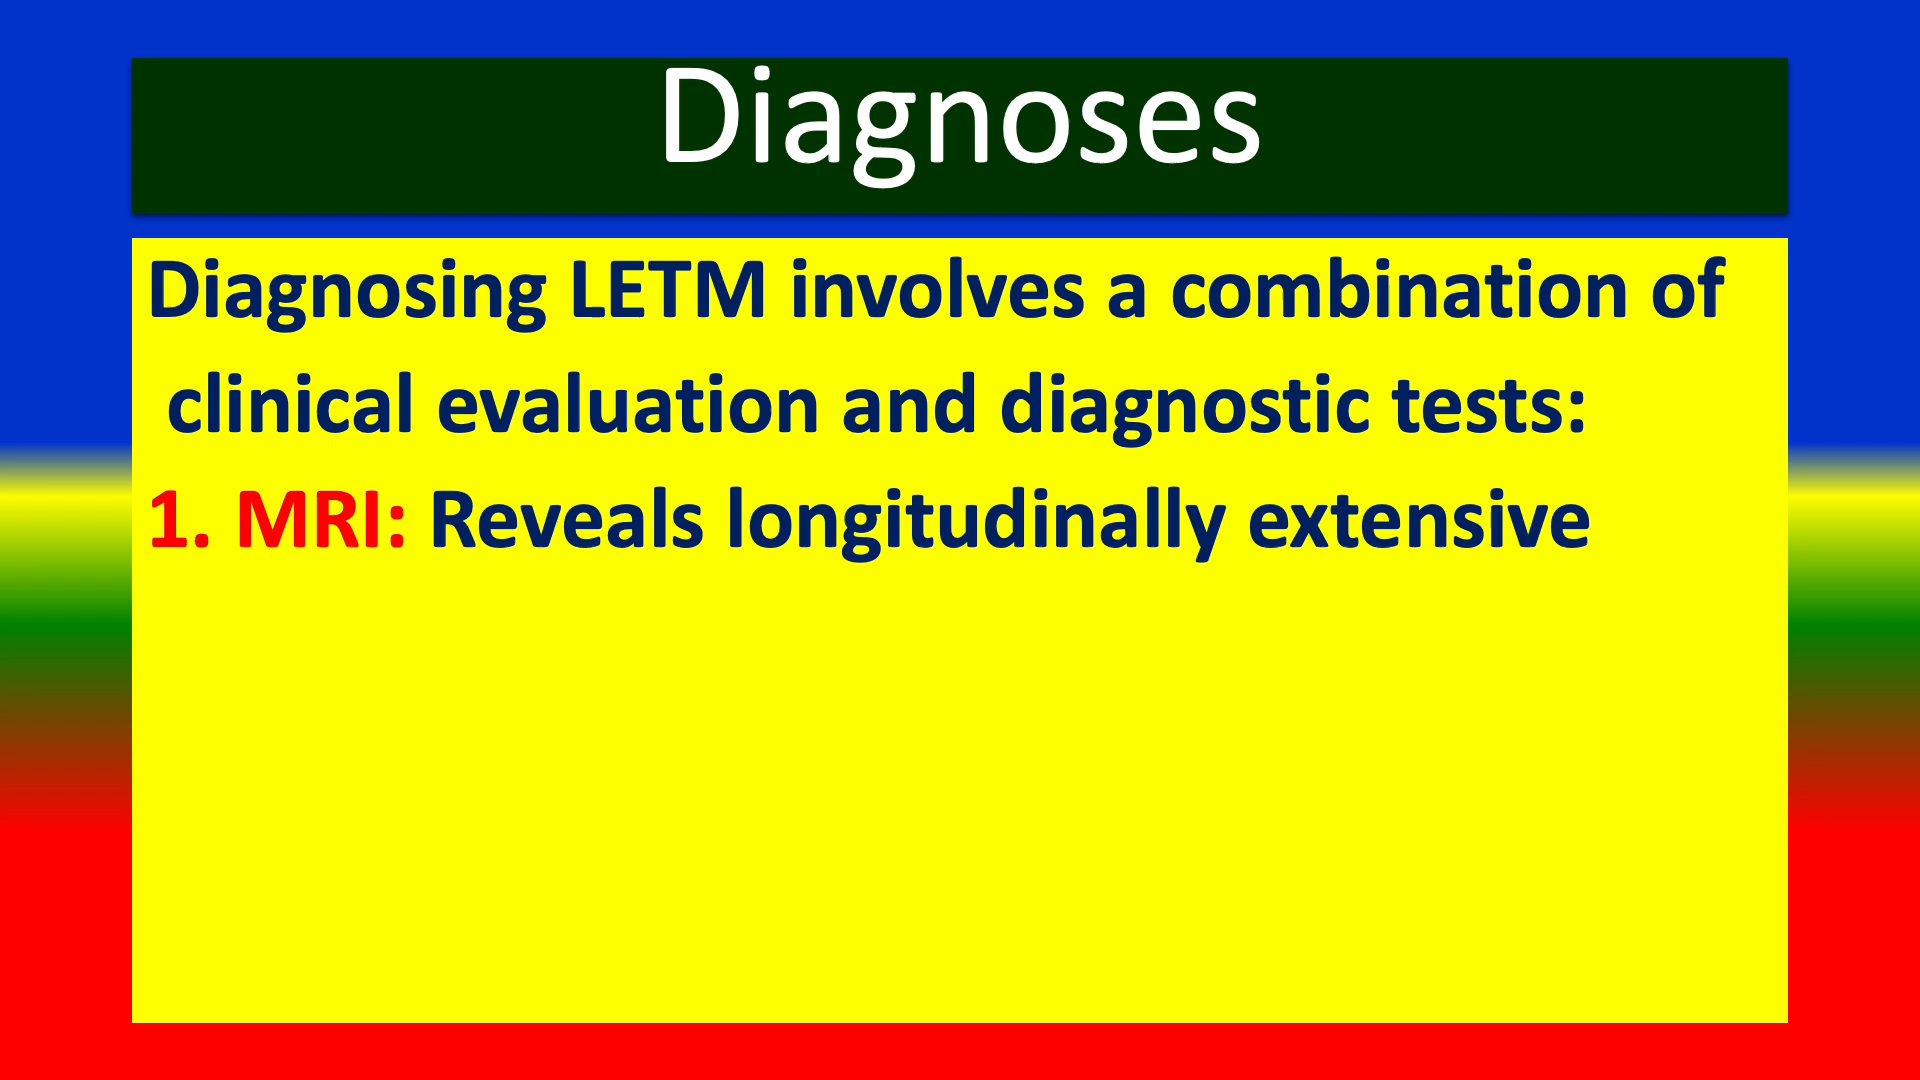 Diagnoses
Diagnosing LETM involves a combination of
clinical evaluation and diagnostic tests:
1. MRI: Reveals longitudinally extensive